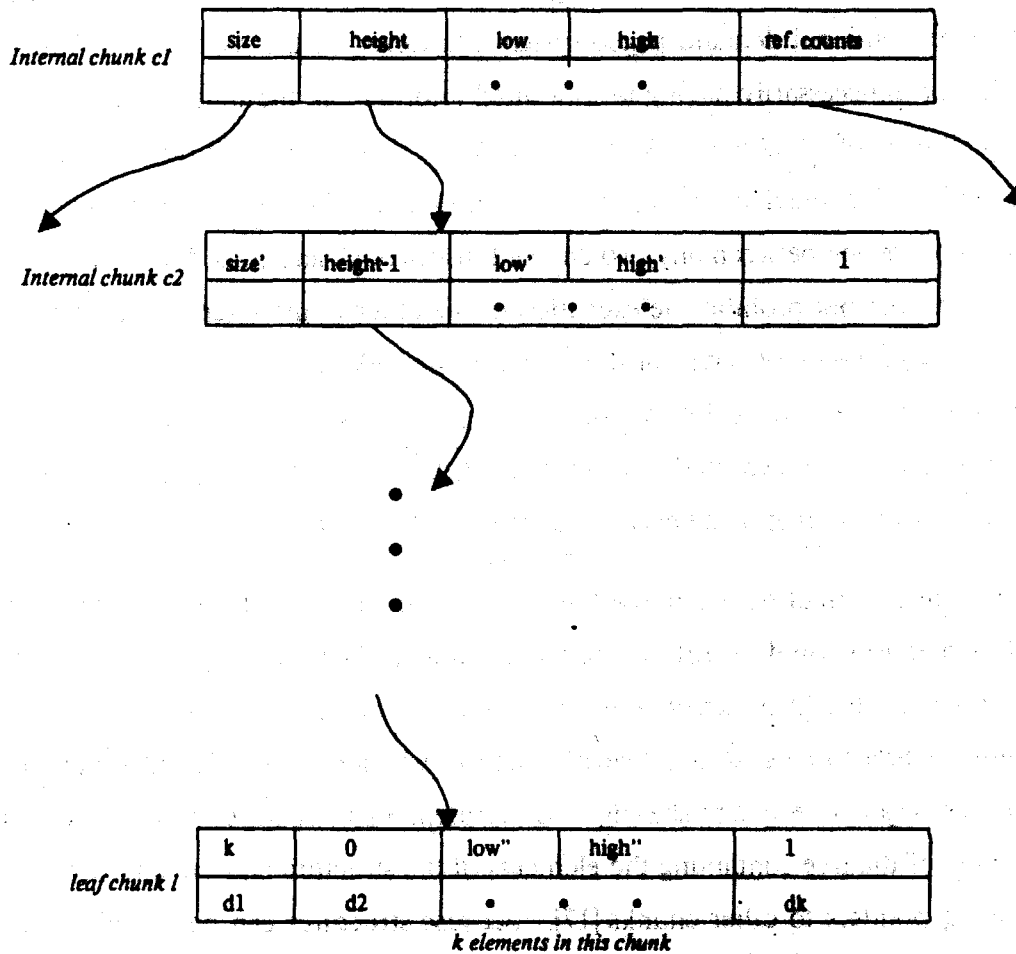 size height low high ref. counts
Internal chunk c1
• • •
size' height-1 low' high' 1
Internal chunk c2
• • •
k 0 low" high" 1
leaf chunk l
d1 d2 • • • dk
k elements in this chunk